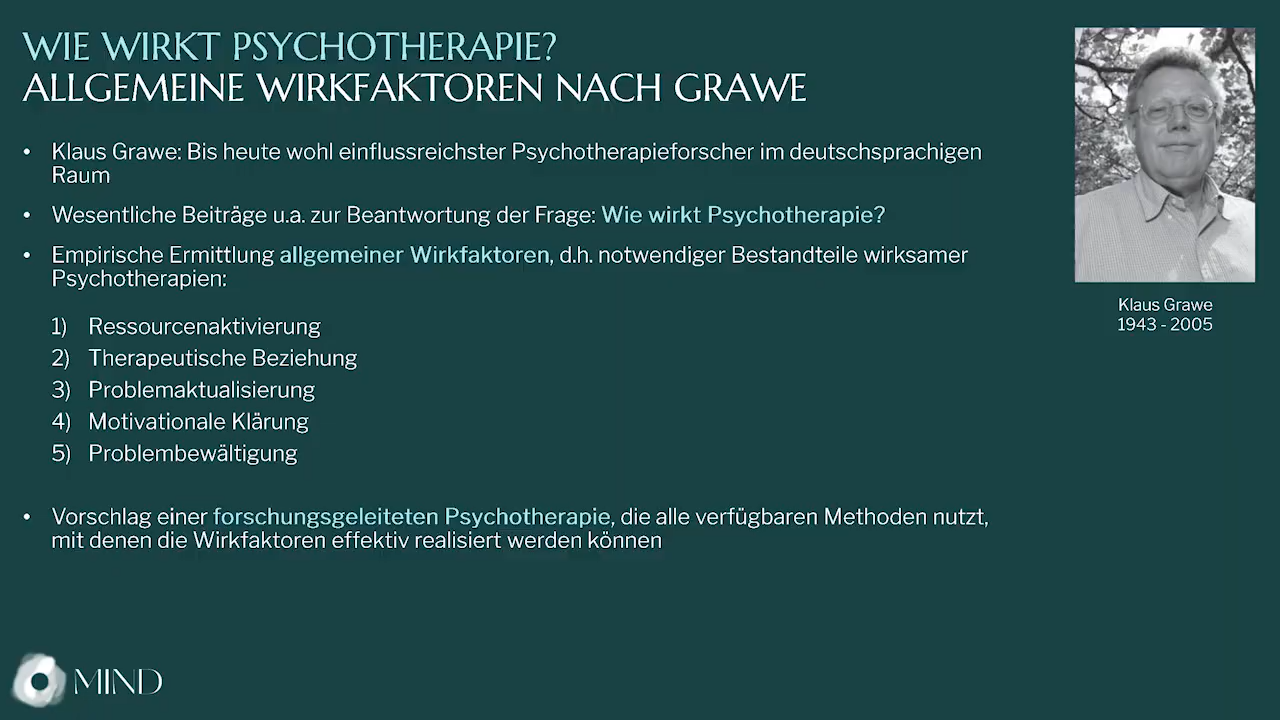 WIE WIRKT PSYCHOTHERAPIE?
ALLGEMEINE WIRKFAKTOREN NACH GRAWE
• Klaus Grawe: Bis heute wohl einflussreichster Psychotherapieforscher im deutschsprachigen
Raum
• Wesentliche Beiträge u.a. zur Beantwortung der Frage: Wie wirkt Psychotherapie?
• Empirische Ermittlung allgemeiner Wirkfaktoren, d.h. notwendiger Bestandteile wirksamer
Psychotherapien:
1) Ressourcenaktivierung
2) Therapeutische Beziehung
3) Problemaktualisierung
4) Motivationale Klärung
5) Problembewältigung
• Vorschlag einer forschungsgeleiteten Psychotherapie, die alle verfügbaren Methoden nutzt,
mit denen die Wirkfaktoren effektiv realisiert werden können
Klaus Grawe
1943 - 2005
MIND